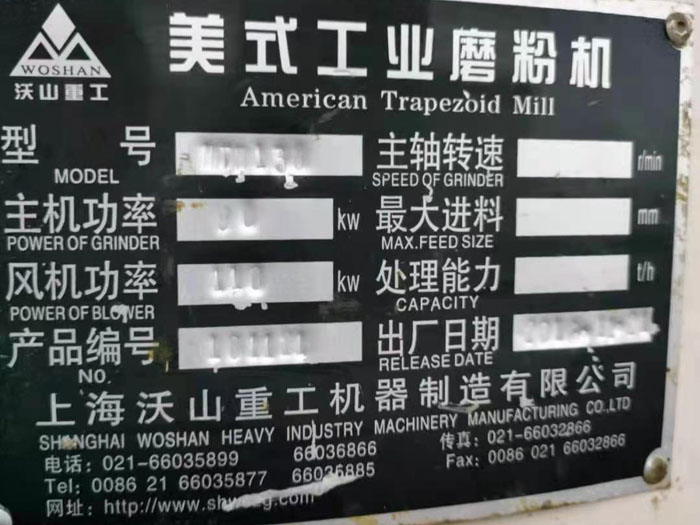 WOSHAN
沃山重工
美式工业磨粉机
American Trapezoid Mill
型 号
MODEL
主轴转速 r/min
SPEED OF GRINDER
主机功率 kw
POWER OF GRINDER
最大进料 mm
MAX.FEED SIZE
风机功率 110 kw
POWER OF BLOWER
处理能力 t/h
CAPACITY
产品编号
NO.
出厂日期
RELEASE DATE
上海沃山重工机器制造有限公司
SHANGHAI WOSHAN HEAVY INDUSTRY MACHINERY MANUFACTURING CO.,LTD
电话：021-66035899 66036866 传真：021-66032866
Tel: 0086 21 66035877 66036885 Fax: 0086 021 66032866
网址：